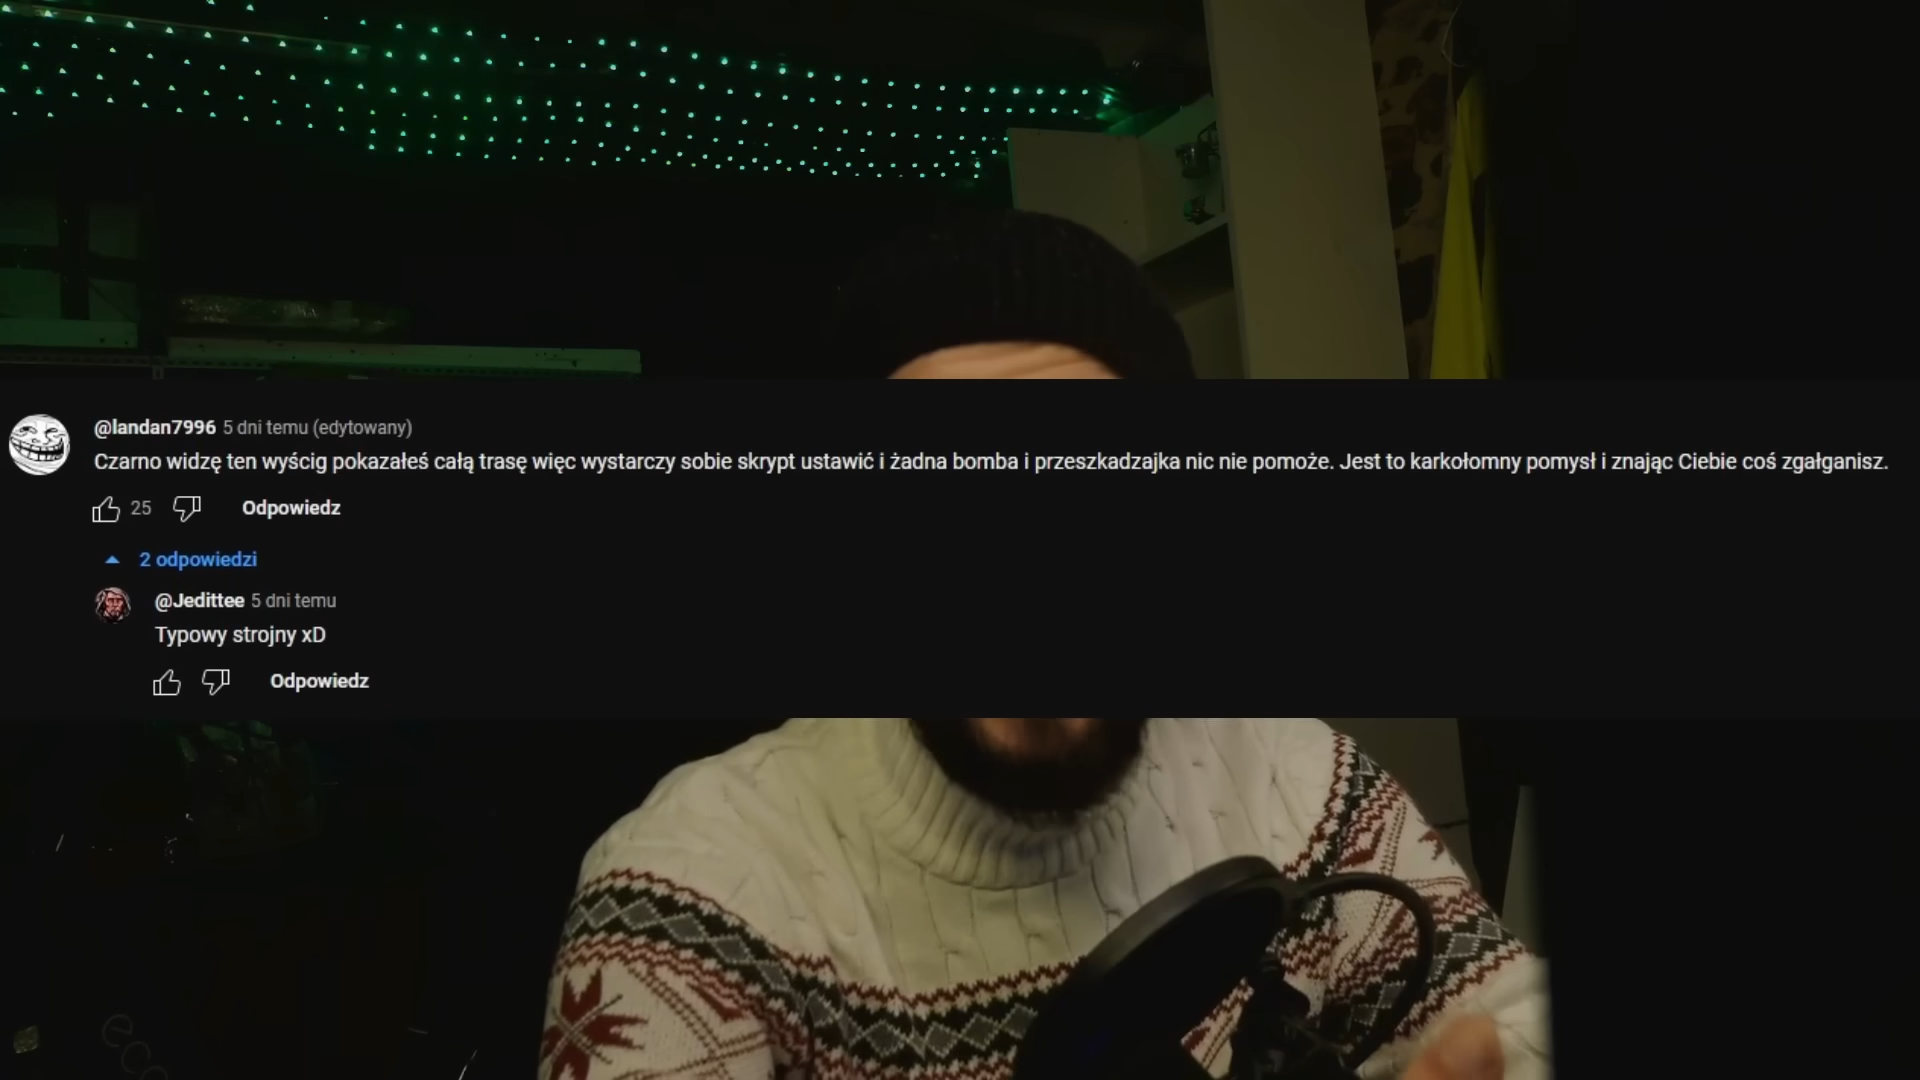 @landan7996 5 dni temu (edytowany)
Czarno widzę ten wyścig pokazałeś całą trasę więc wystarczy sobie skrypt ustawić i żadna bomba i przeszkadzajka nic nie pomoże. Jest to karkołomny pomysł i znając Ciebie coś zgałganisz.
25 Odpowiedz
2 odpowiedzi
@Jedittee 5 dni temu
Typowy strojny xD
Odpowiedz